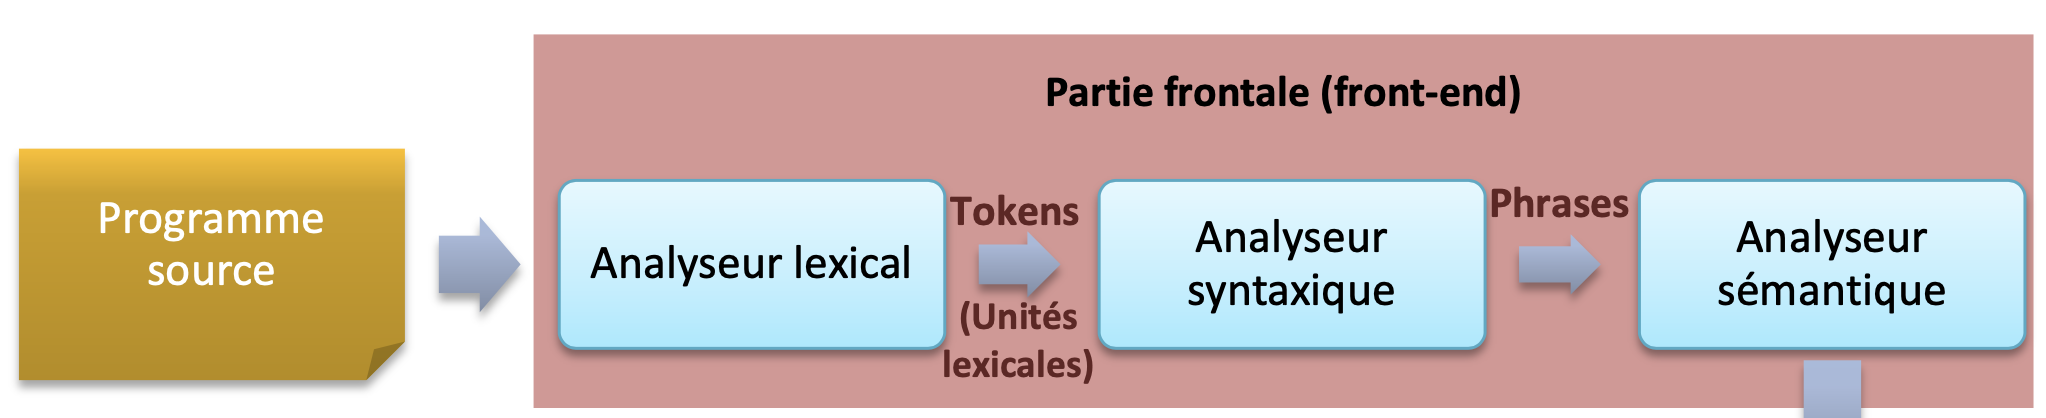 Partie frontale (front-end)
Programme
source
Analyseur lexical
Tokens
(Unités
lexicales)
Analyseur
syntaxique
Phrases
Analyseur
sémantique